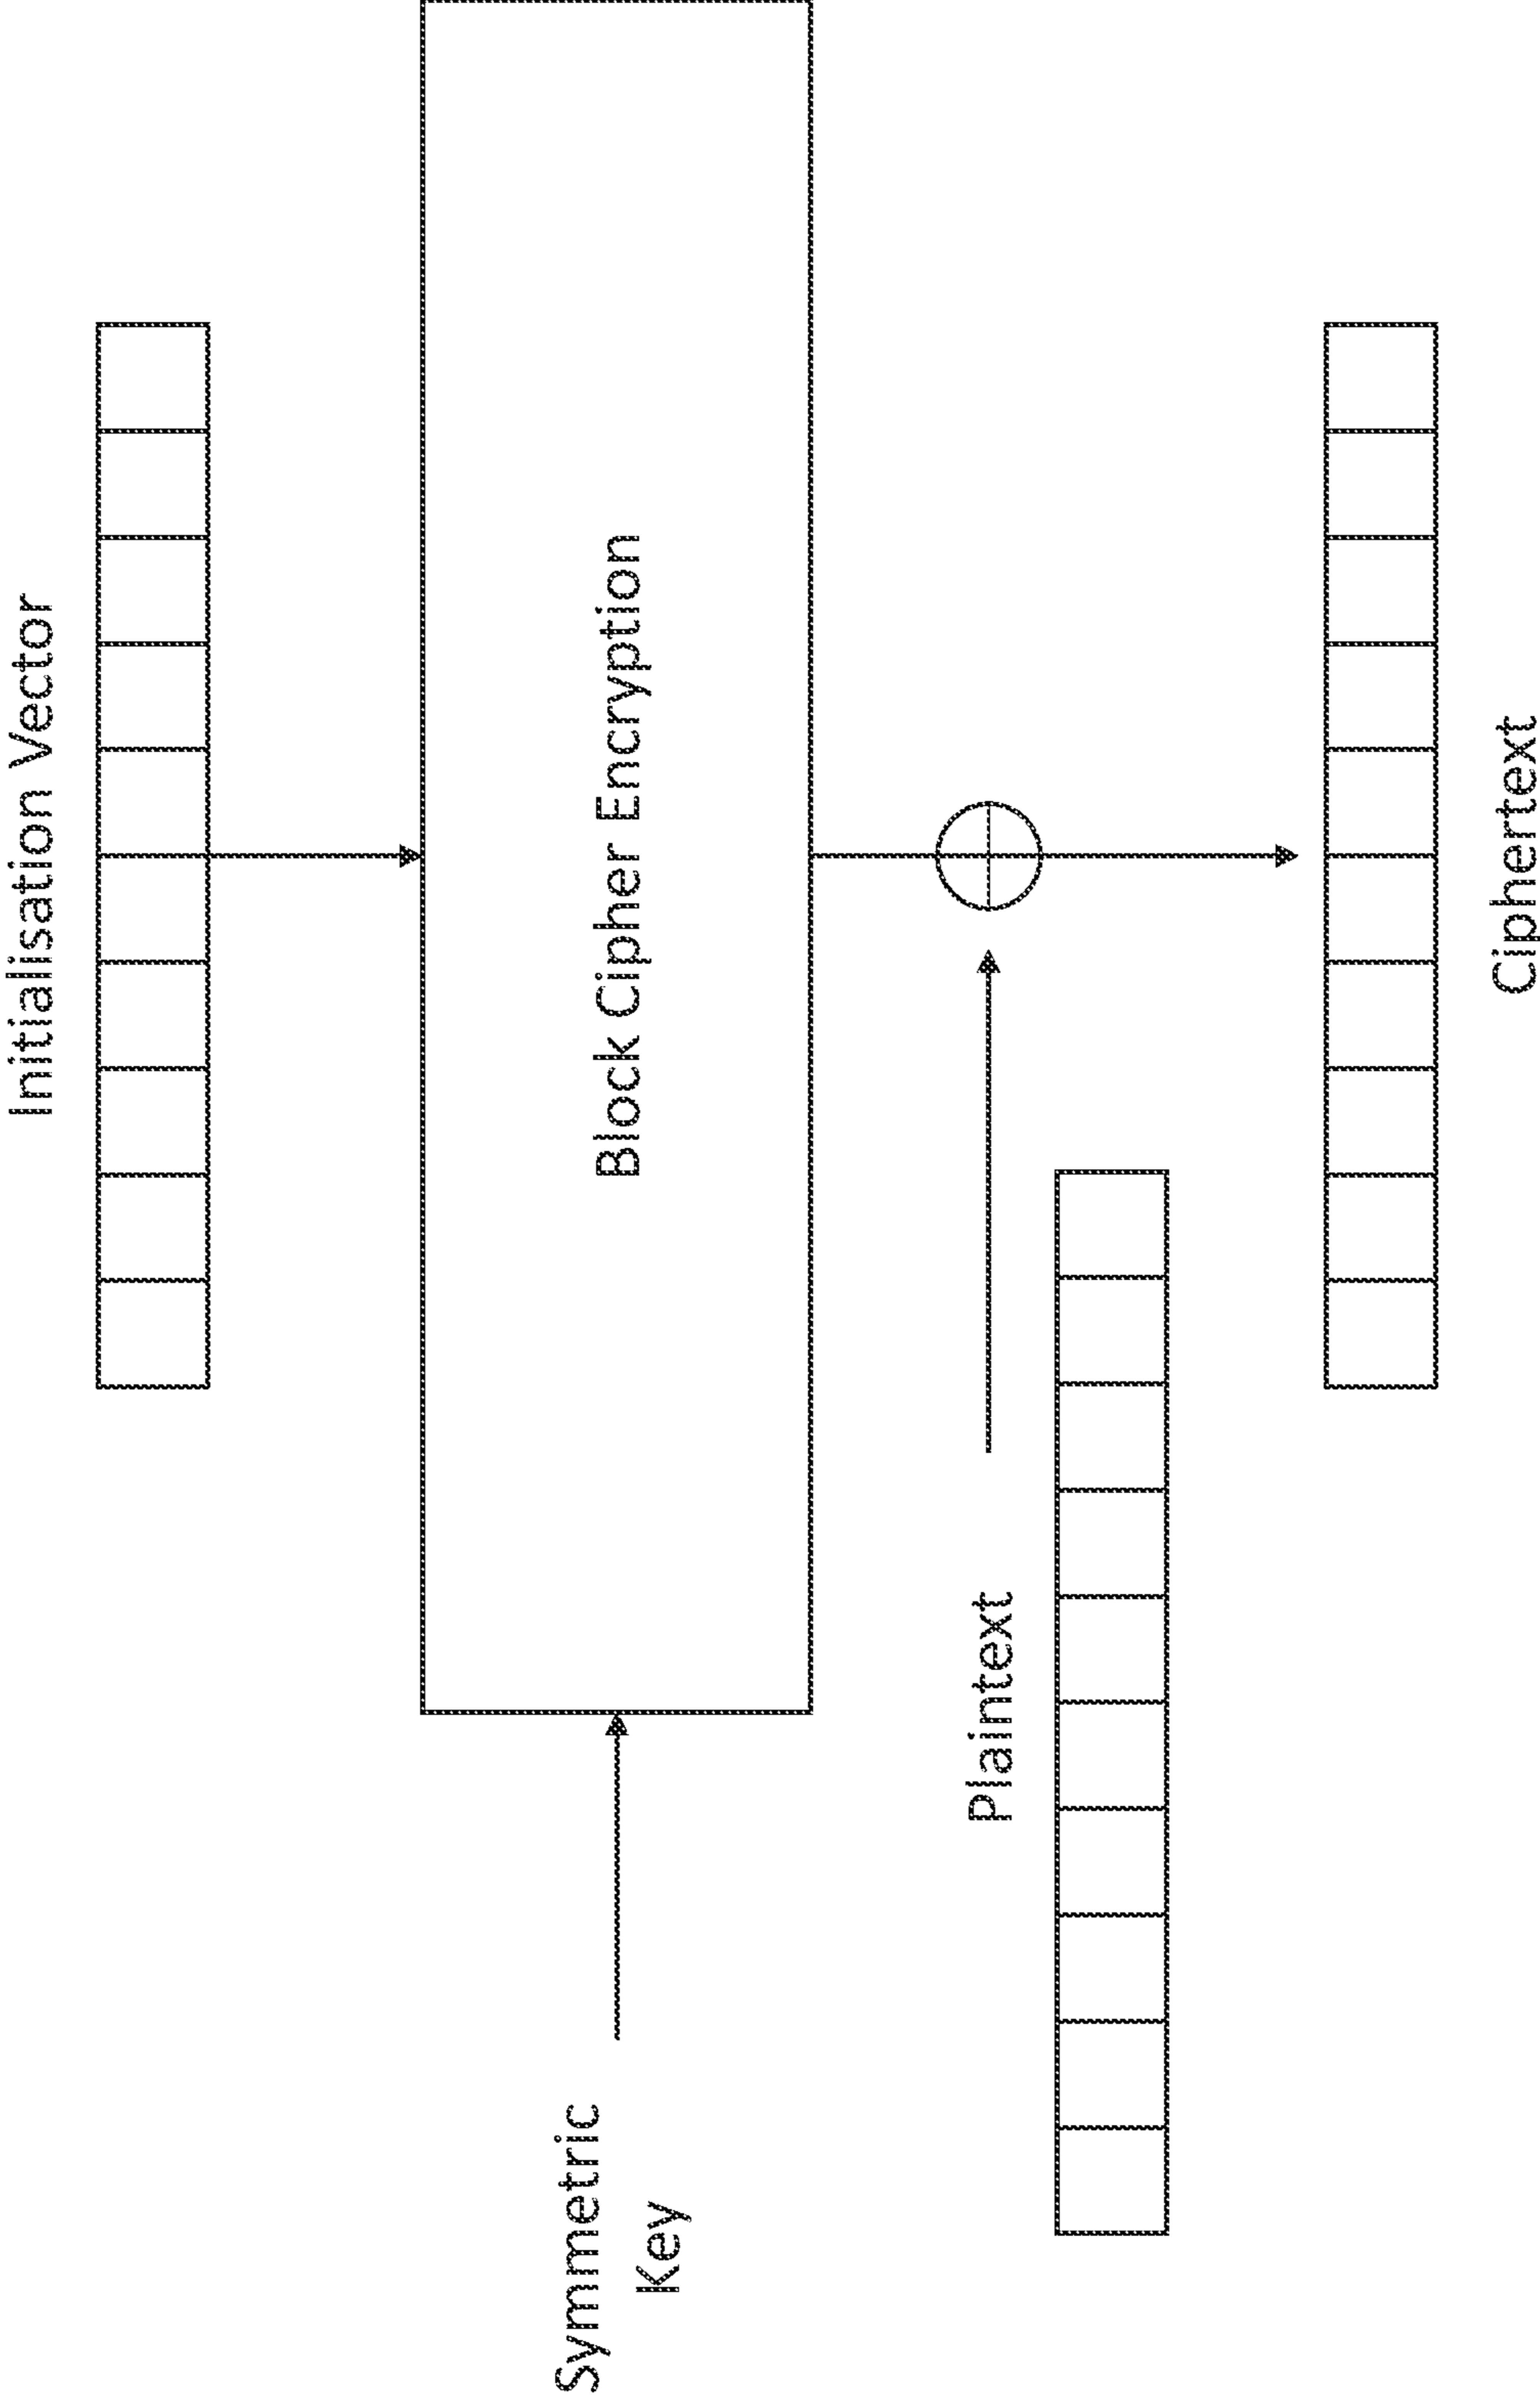 Initialisation Vector
Symmetric
Key
Block Cipher Encryption
Plaintext
Ciphertext